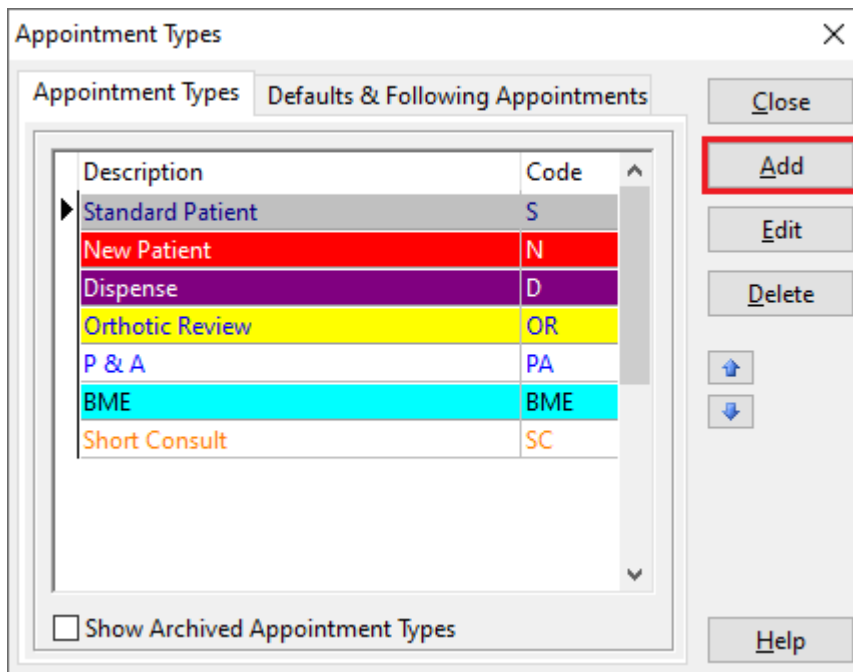 Appointment Types
Appointment Types Defaults & Following Appointments
Close
Add
Edit
Delete
Description Code
Standard Patient S
New Patient N
Dispense D
Orthotic Review OR
P & A PA
BME BME
Short Consult SC
Show Archived Appointment Types
Help